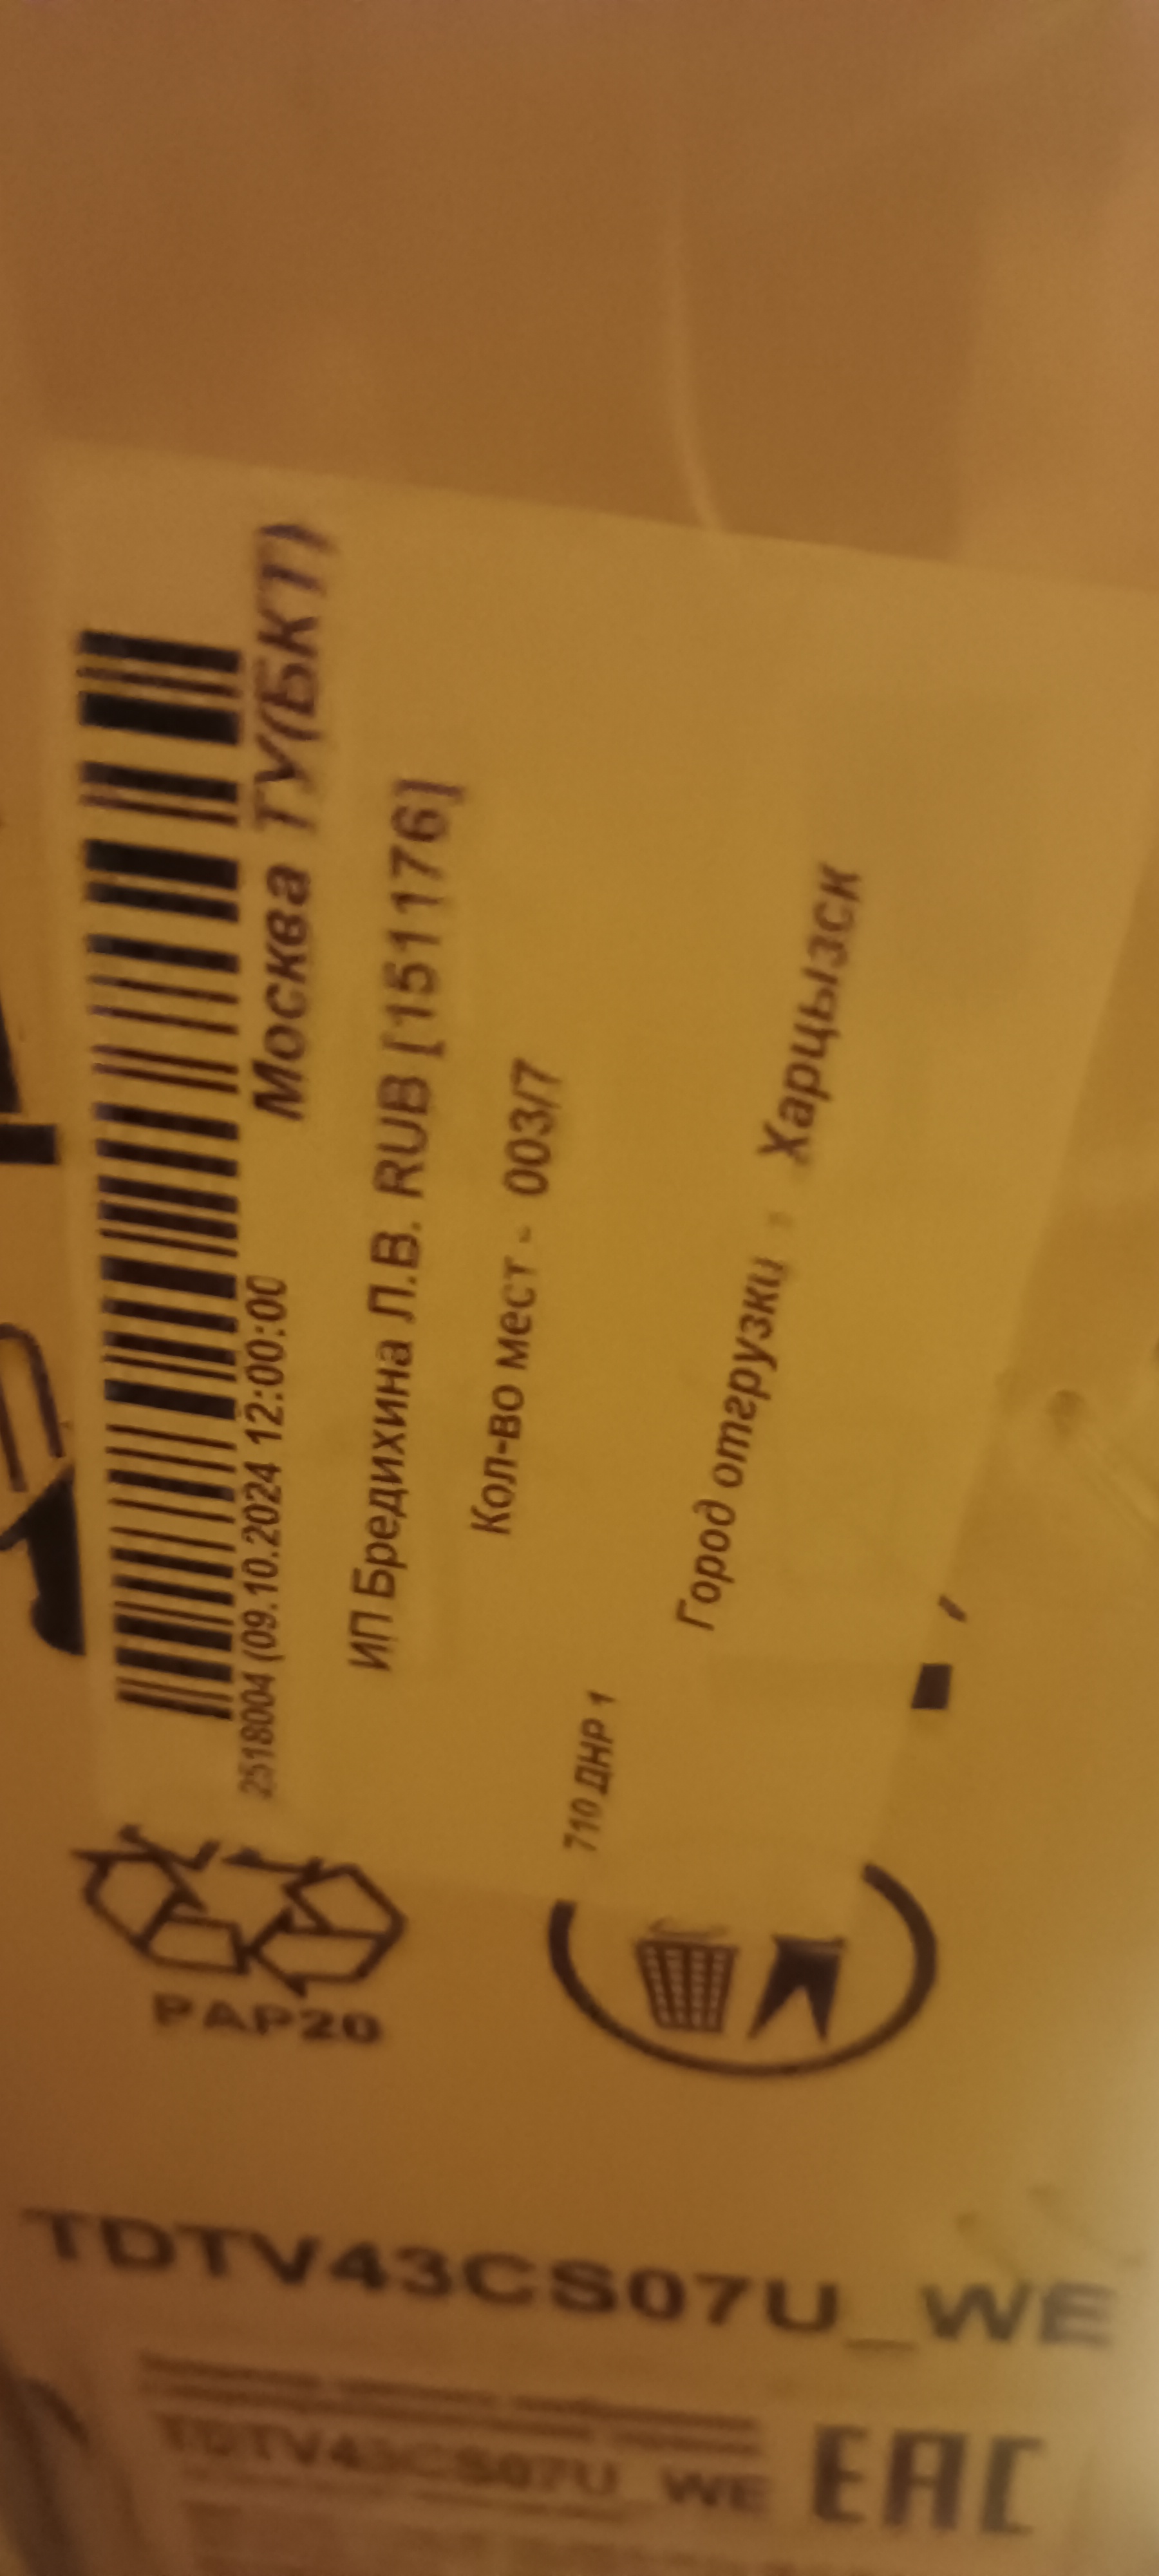 Москва ТУ(БКТ)
2518004 (09.10.2024 12:00:00
ИП Бредихина Л.В. RUB [151176]
Кол-во мест - 003/7
710 ДНР 1
Город отгрузки : Харцызск
PAP20
TDTV43CS07U_WE
TDTV43CS07U_WE
EAC